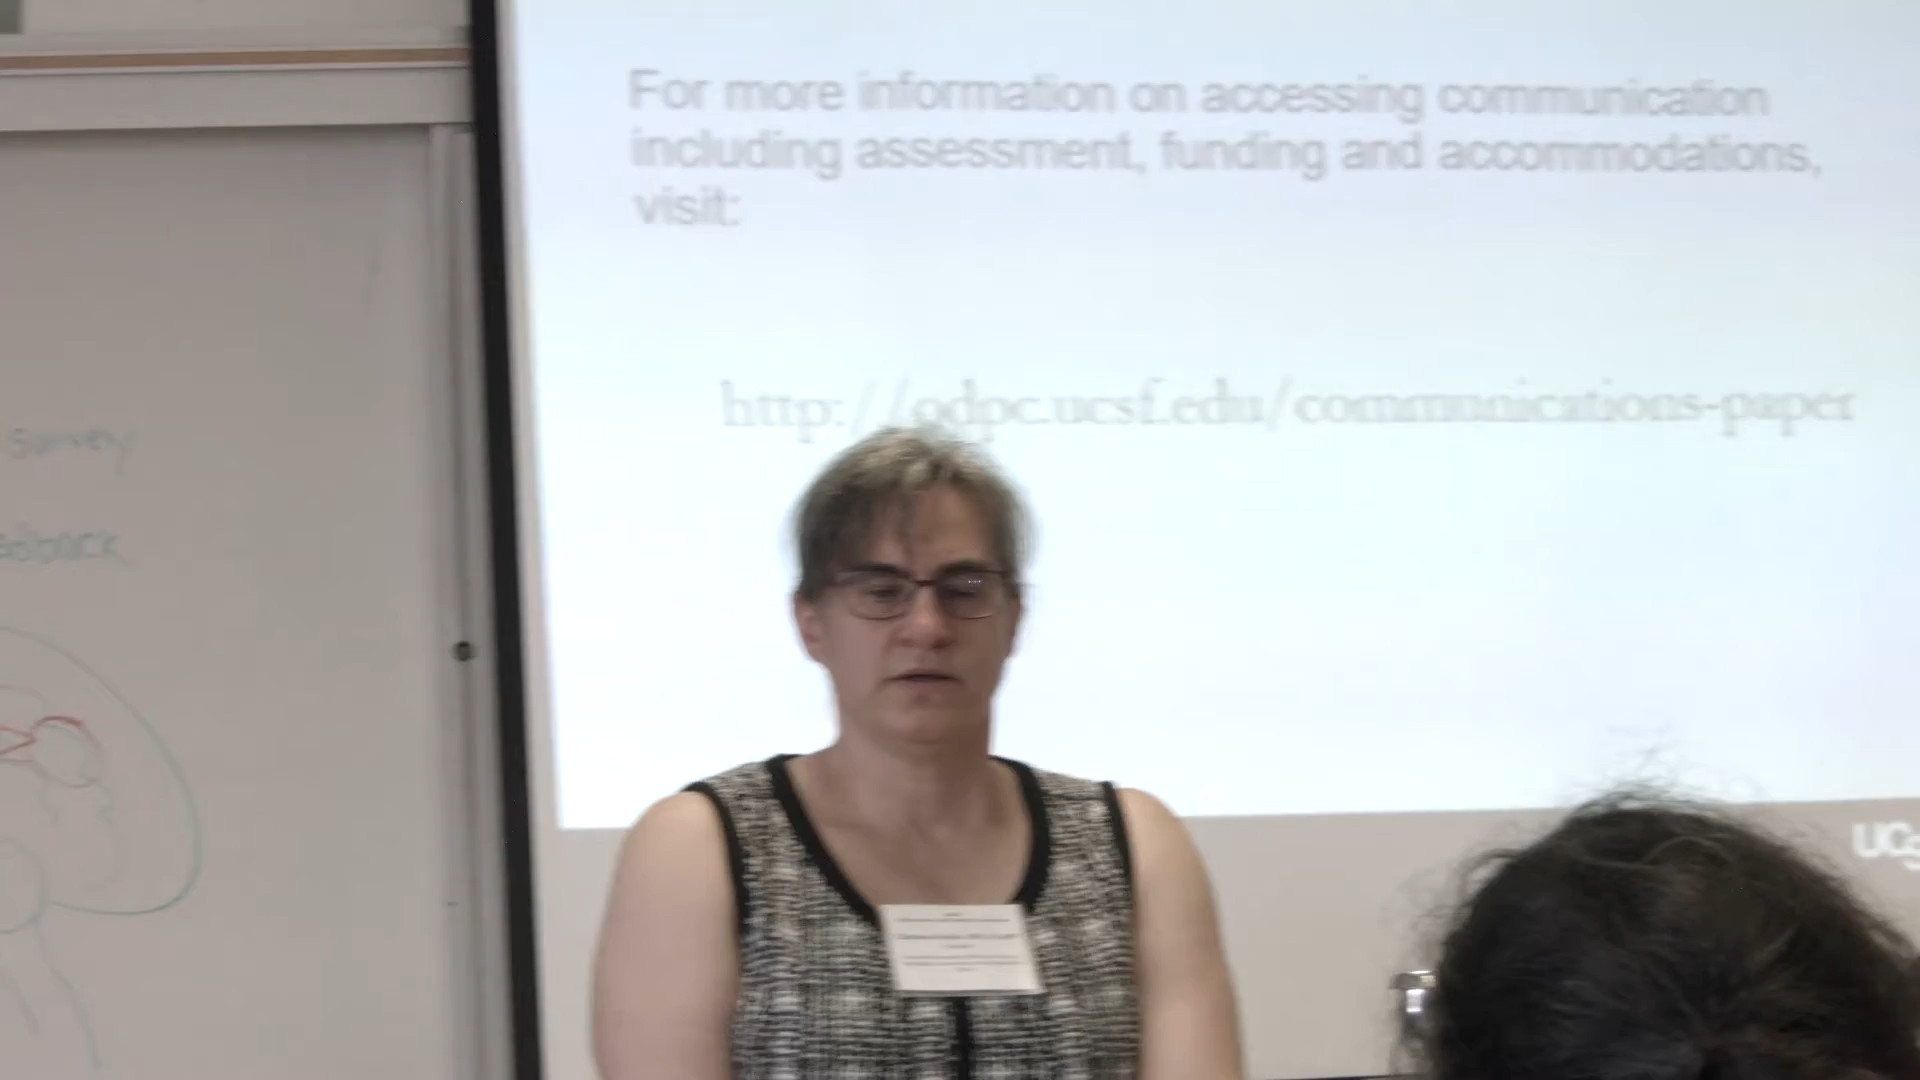 For more information on accessing communication
including assessment, funding and accommodations,
visit:
http://odpc.ucsf.edu/communications-paper
survey
UCS